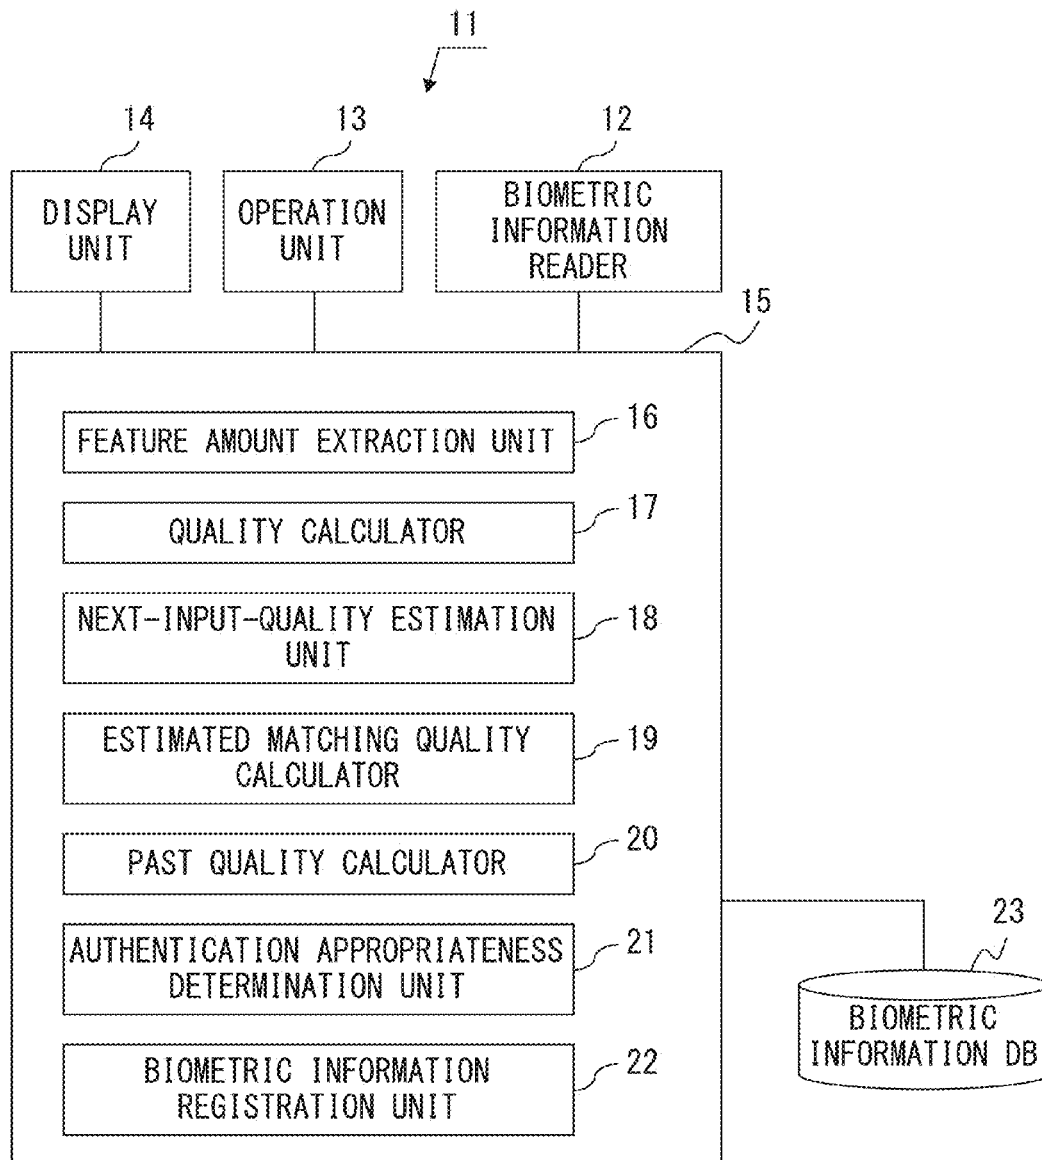 11
14
13
12
DISPLAY
UNIT
OPERATION
UNIT
BIOMETRIC
INFORMATION
READER
15
FEATURE AMOUNT EXTRACTION UNIT
16
QUALITY CALCULATOR
17
NEXT-INPUT-QUALITY ESTIMATION
UNIT
18
ESTIMATED MATCHING QUALITY
CALCULATOR
19
PAST QUALITY CALCULATOR
20
AUTHENTICATION APPROPRIATENESS
DETERMINATION UNIT
21
BIOMETRIC INFORMATION
REGISTRATION UNIT
22
23
BIOMETRIC
INFORMATION DB